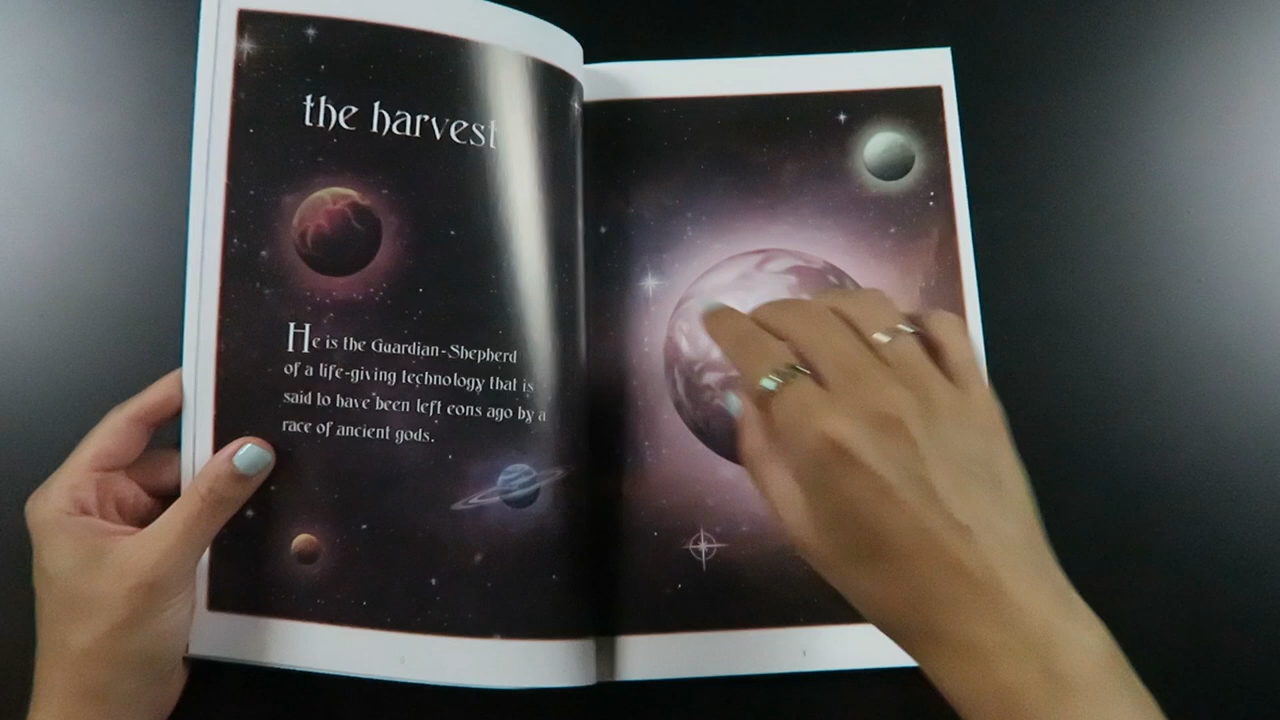 the harvest
He is the Guardian-Shepherd
of a life-giving technology that is
said to have been left eons ago by a
race of ancient gods.